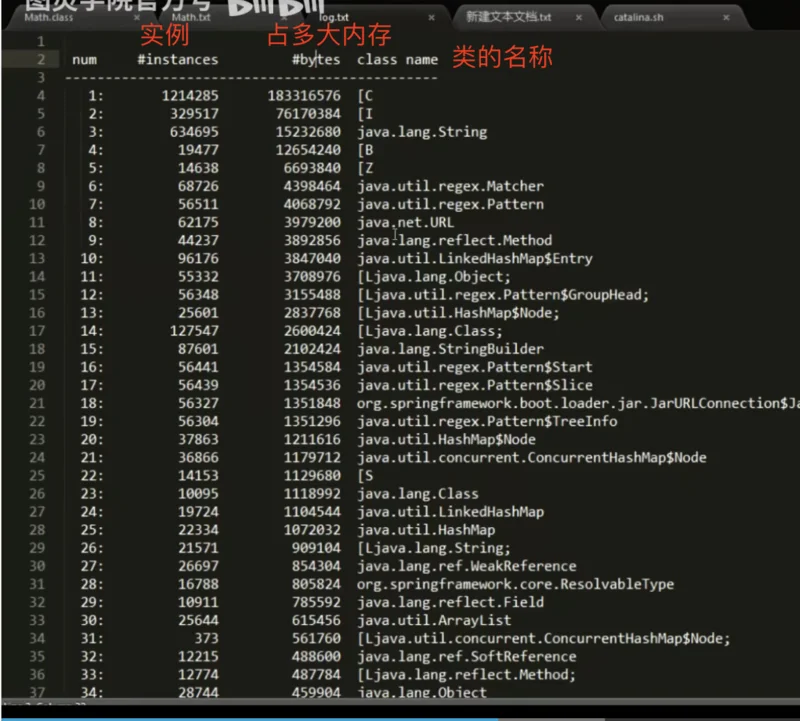 图灵学院官方号 bilibili
Math.class Math.txt log.txt 新建文本文档.txt catalina.sh
实例 占多大内存
1
2 num #instances #bytes class name 类的名称
3 ----------------------------------------------
4 1: 1214285 183316576 [C
5 2: 329517 76170384 [I
6 3: 634695 15232680 java.lang.String
7 4: 19477 12654240 [B
8 5: 14638 6693840 [Z
9 6: 68726 4398464 java.util.regex.Matcher
10 7: 56511 4068792 java.util.regex.Pattern
11 8: 62175 3979200 java.net.URL
12 9: 44237 3892856 java.lang.reflect.Method
13 10: 96176 3847040 java.util.LinkedHashMap$Entry
14 11: 55332 3708976 [Ljava.lang.Object;
15 12: 56348 3155488 [Ljava.util.regex.Pattern$GroupHead;
16 13: 25601 2837768 [Ljava.util.HashMap$Node;
17 14: 127547 2600424 [Ljava.lang.Class;
18 15: 87601 2102424 java.lang.StringBuilder
19 16: 56441 1354584 java.util.regex.Pattern$Start
20 17: 56439 1354536 java.util.regex.Pattern$Slice
21 18: 56327 1351848 org.springframework.boot.loader.jar.JarURLConnection$Ja
22 19: 56304 1351296 java.util.regex.Pattern$TreeInfo
23 20: 37863 1211616 java.util.HashMap$Node
24 21: 36866 1179712 java.util.concurrent.ConcurrentHashMap$Node
25 22: 14153 1129680 [S
26 23: 10095 1118992 java.lang.Class
27 24: 19724 1104544 java.util.LinkedHashMap
28 25: 22334 1072032 java.util.HashMap
29 26: 21571 909104 [Ljava.lang.String;
30 27: 26697 854304 java.lang.ref.WeakReference
31 28: 16788 805824 org.springframework.core.ResolvableType
32 29: 10911 785592 java.lang.reflect.Field
33 30: 25644 615456 java.util.ArrayList
34 31: 373 561760 [Ljava.util.concurrent.ConcurrentHashMap$Node;
35 32: 12215 488600 java.lang.ref.SoftReference
36 33: 12774 487784 [Ljava.lang.reflect.Method;
37 34: 28744 459904 java.lang.Object